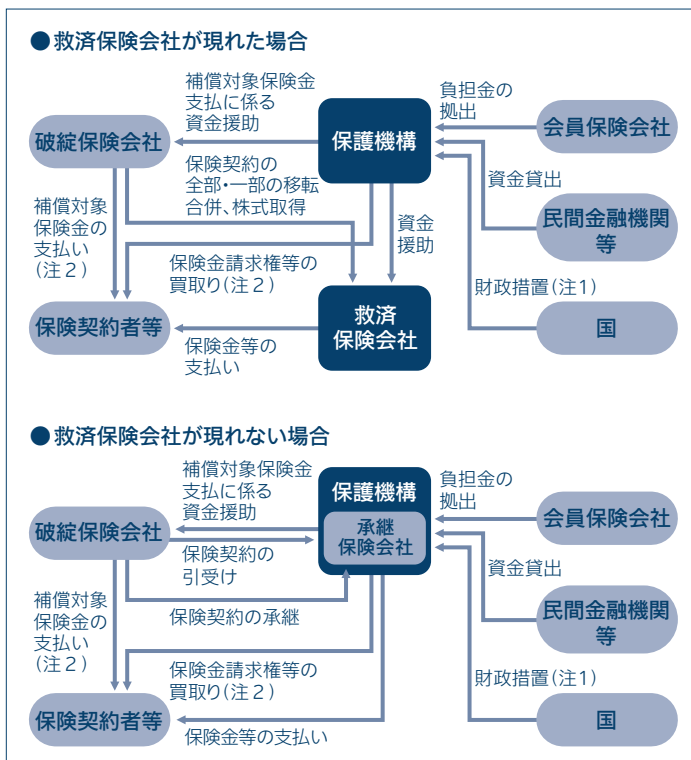 ●救済保険会社が現れた場合
補償対象保険金
支払に係る
資金援助
負担金の
拠出
破綻保険会社
保護機構
会員保険会社
保険契約の
全部・一部の移転
合併、株式取得
資金貸出
補償対象
保険金の
支払い
(注2)
資金
援助
民間金融機関
等
保険金請求権等の
買取り(注2)
財政措置(注1)
保険契約者等
救済
保険会社
国
保険金等の
支払い
●救済保険会社が現れない場合
補償対象保険金
支払に係る
資金援助
負担金の
拠出
保護機構
破綻保険会社
承継
保険会社
会員保険会社
保険契約の
引受け
資金貸出
補償対象
保険金の
支払い
(注2)
保険契約の承継
民間金融機関
等
保険金請求権等の
買取り(注2)
財政措置(注1)
保険契約者等
国
保険金等の支払い